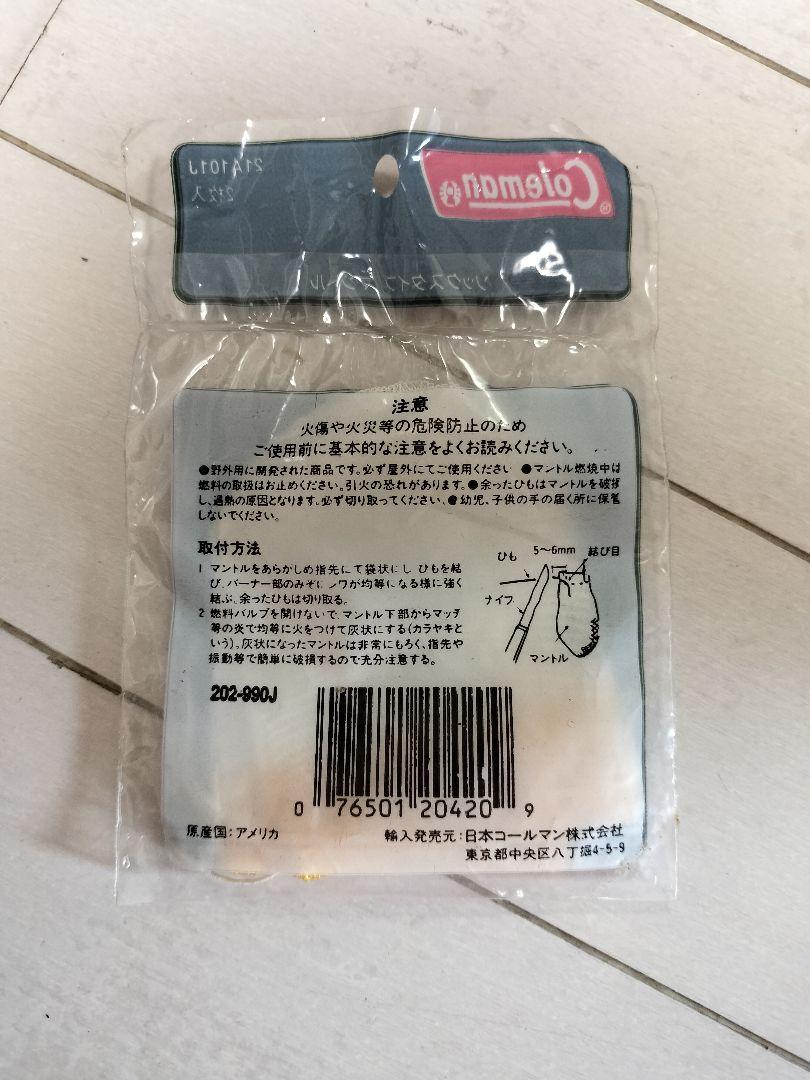 Coleman
21A101J
2枚入
ソックスタイプマントル
注意
火傷や火災等の危険防止のため
ご使用前に基本的な注意をよくお読みください。
●野外用に開発された商品です。必ず屋外にてご使用ください ●マントル燃焼中は
燃料の取扱はお止めください。引火の恐れがあります。●余ったひもはマントルを破損
し、過熱の原因となります。必ず切り取ってください。●幼児、子供の手の届く所に保管
しないでください。
取付方法
1 マントルをあらかじめ指先にて袋状にし ひもを結
び、バーナー部のみぞに シワが均等になる様に強く
結ぶ、余ったひもは切り取る。
2 燃料バルブを開けないで、マントル下部からマッチ
等の炎で均等に火をつけて灰状にする(カラヤキと
いう)。灰状になったマントルは非常にもろく、指先や
振動等で簡単に破損するので充分注意する。
ひも 5〜6mm 結び目
ナイフ
マントル
202-990J
0 76501 20420 9
原産国:アメリカ
輸入発売元:日本コールマン株式会社
東京都中央区八丁堀4-5-9